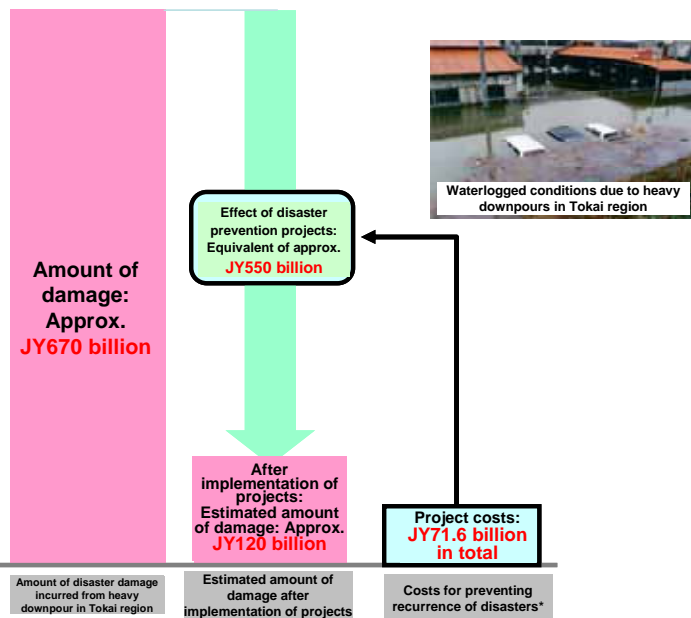 Amount of
damage:
Approx.
JY670 billion
Effect of disaster
prevention projects:
Equivalent of approx.
JY550 billion
Waterlogged conditions due to heavy
downpours in Tokai region
After
implementation of
projects:
Estimated amount
of damage: Approx.
JY120 billion
Project costs:
JY71.6 billion
in total
Amount of disaster damage
incurred from heavy
downpour in Tokai region
Estimated amount of
damage after
implementation of projects
Costs for preventing
recurrence of disasters*